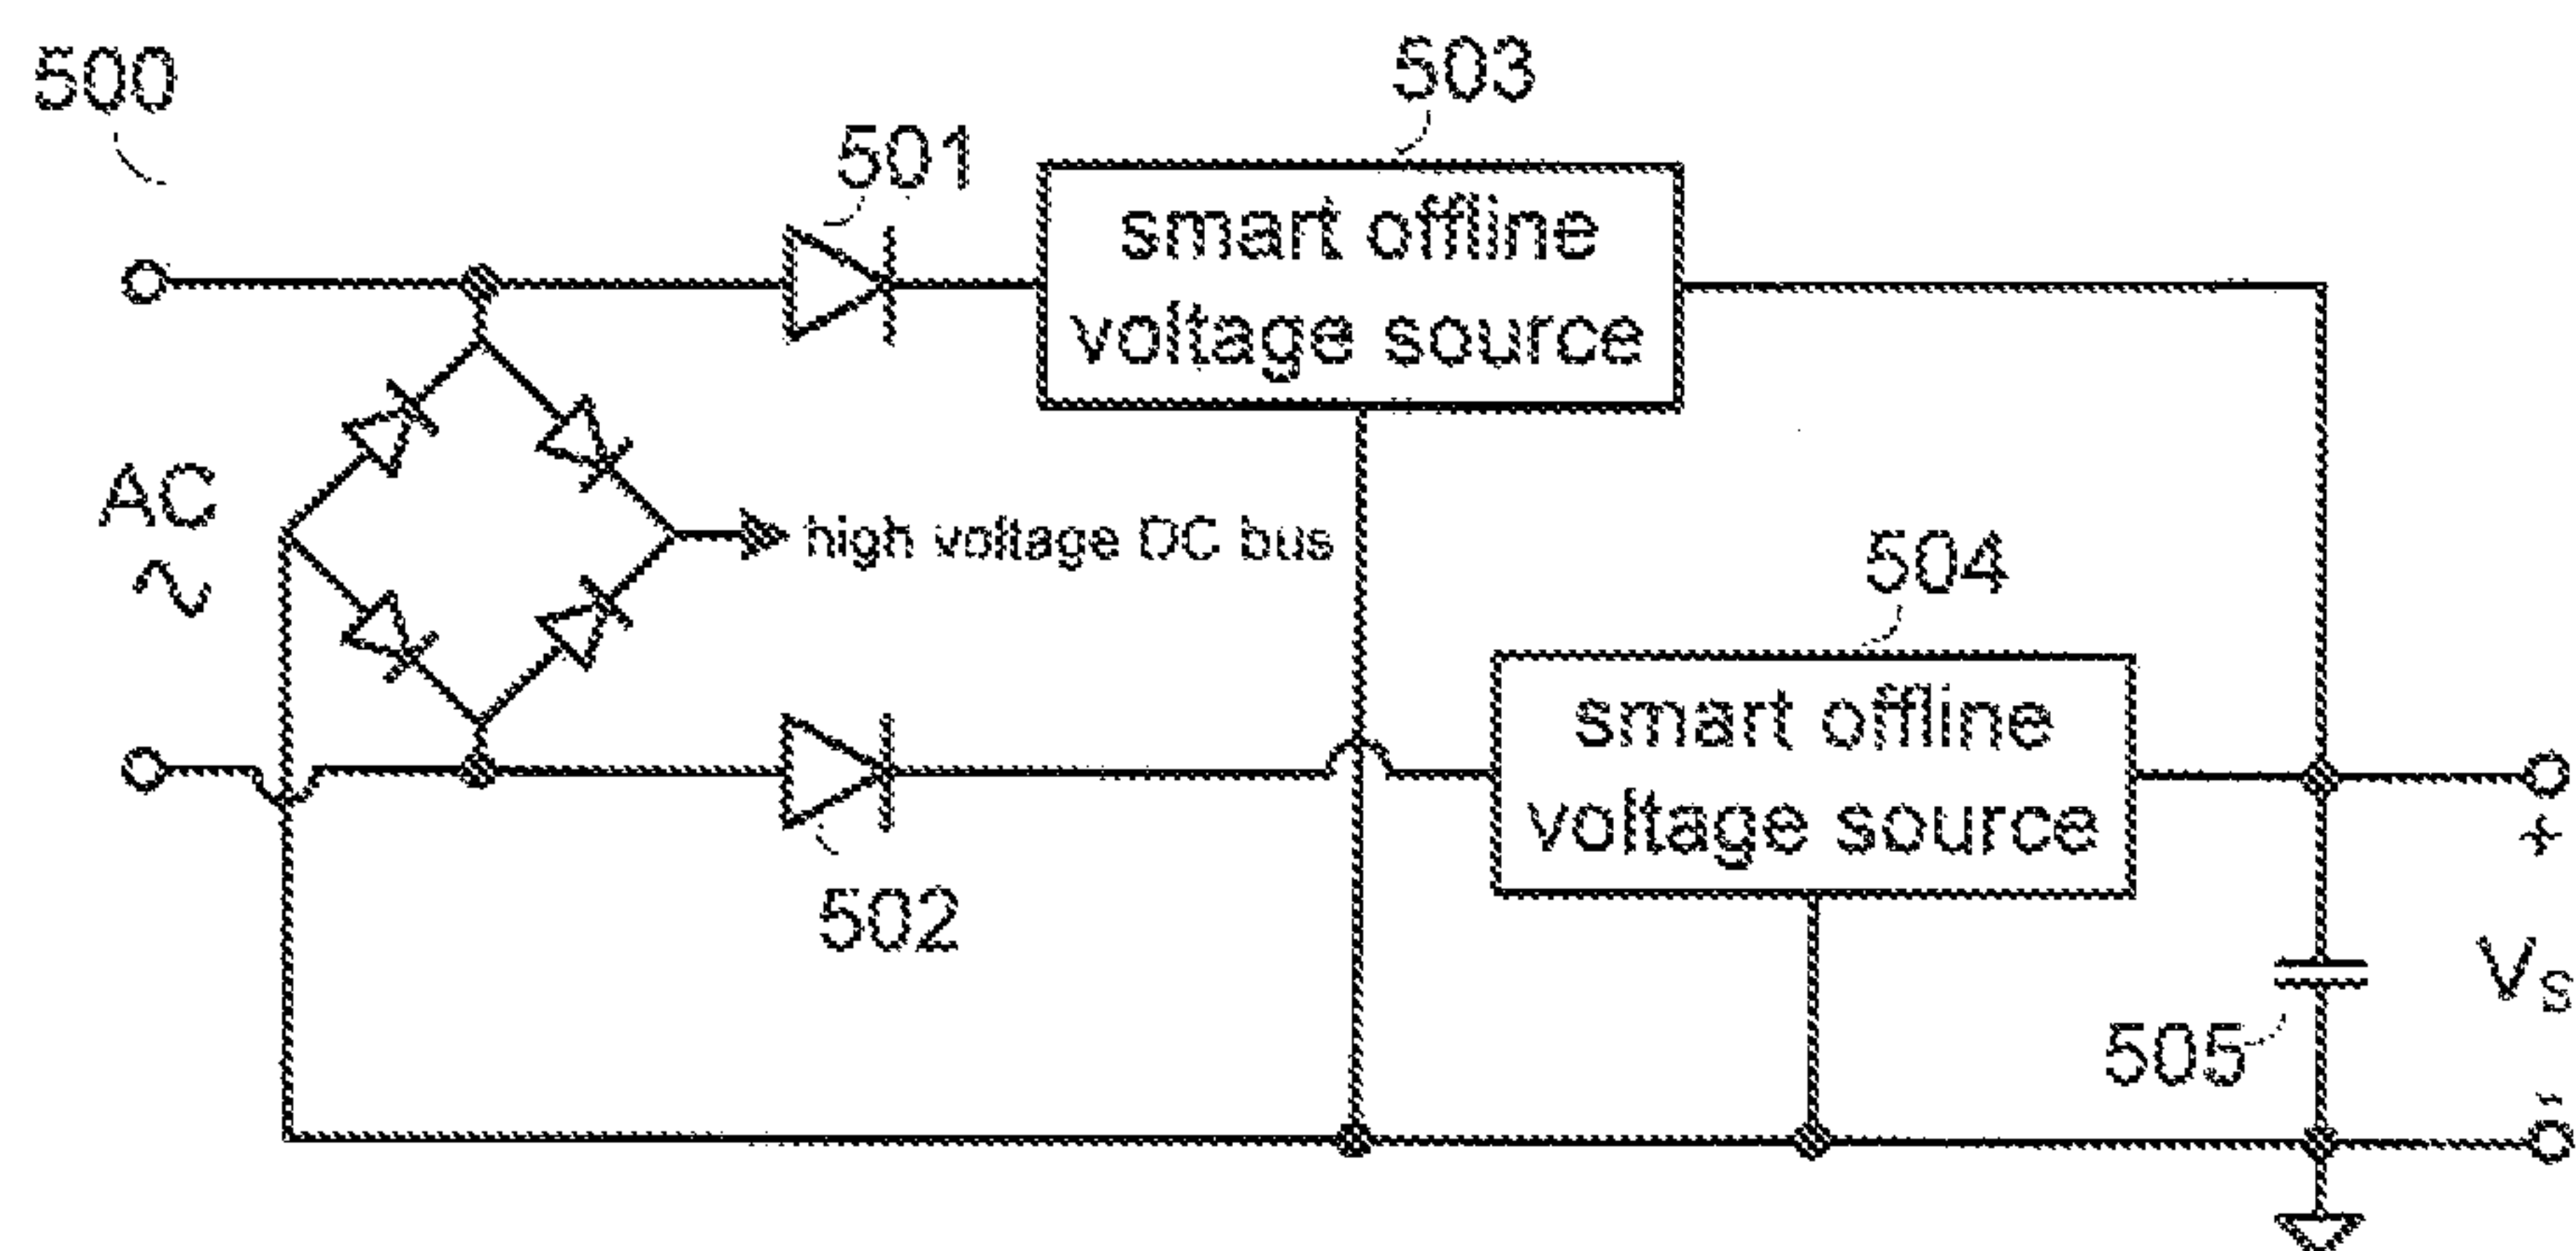 500
503
501
smart offline
voltage source
AC
high voltage DC bus
504
smart offline
voltage source
+
502
VS
505
-